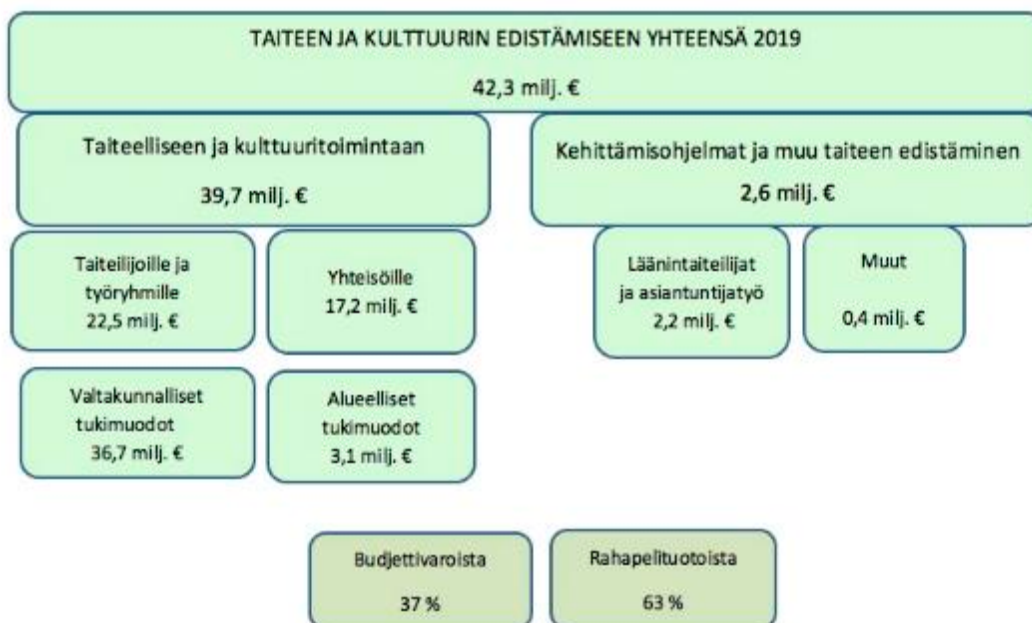 TAITEEN JA KULTTUURIN EDISTÄMISEEN YHTEENSÄ 2019
42,3 milj. €
Taiteelliseen ja kulttuuritoimintaan
39,7 milj. €
Kehittämisohjelmat ja muu taiteen edistäminen
2,6 milj. €
Taiteilijoille ja
työryhmille
22,5 milj. €
Yhteisöille
17,2 milj. €
Läänintaiteilijat
ja asiantuntijatyö
2,2 milj. €
Muut
0,4 milj. €
Valtakunnalliset
tukimuodot
36,7 milj. €
Alueelliset
tukimuodot
3,1 milj. €
Budjettivaroista
37 %
Rahapelituotoista
63 %